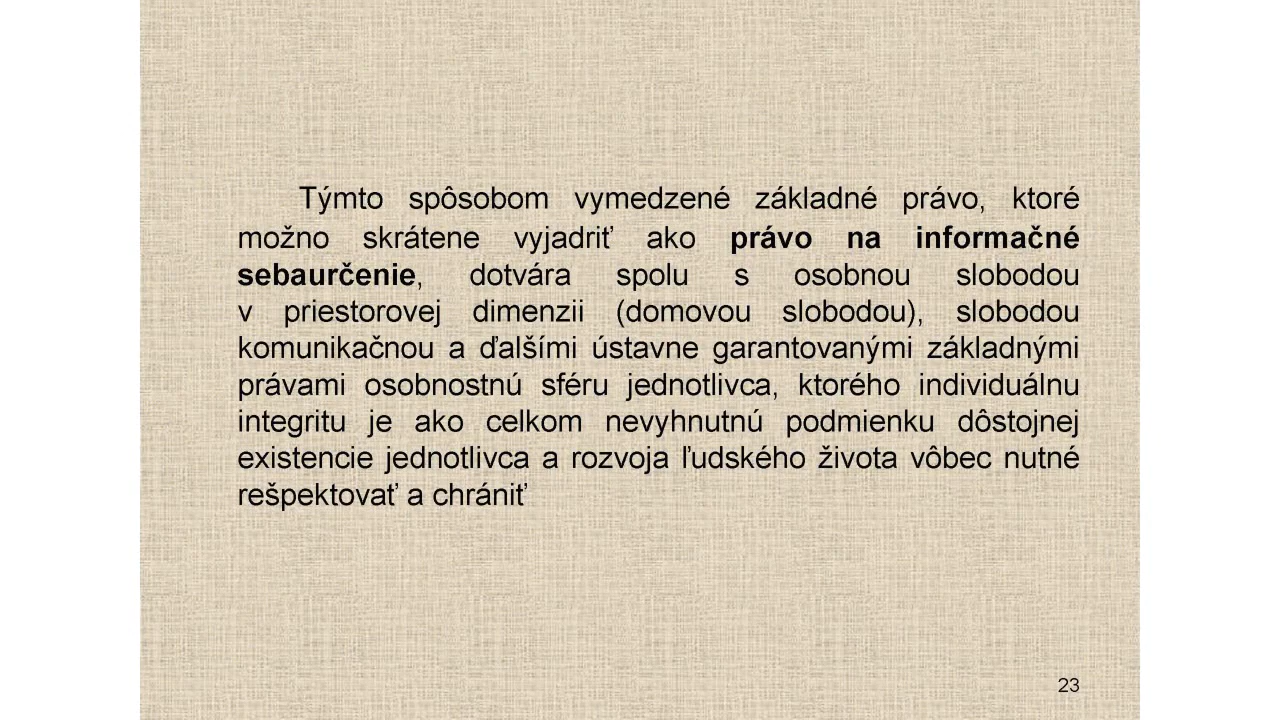 Týmto spôsobom vymedzené základné právo, ktoré
možno skrátene vyjadriť ako právo na informačné
sebaurčenie, dotvára spolu s osobnou slobodou
v priestorovej dimenzii (domovou slobodou), slobodou
komunikačnou a ďalšími ústavne garantovanými základnými
právami osobnostnú sféru jednotlivca, ktorého individuálnu
integritu je ako celkom nevyhnutnú podmienku dôstojnej
existencie jednotlivca a rozvoja ľudského života vôbec nutné
rešpektovať a chrániť
23